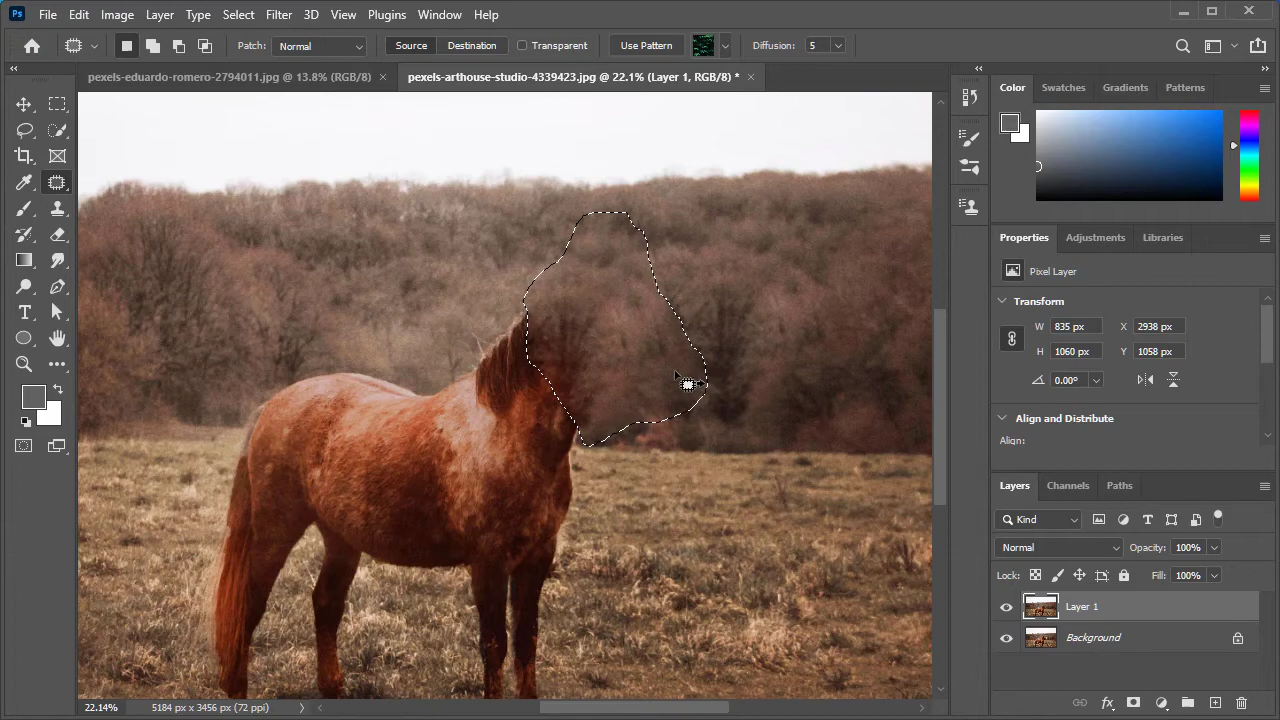 Ps File Edit Image Layer Type Select Filter 3D View Plugins Window Help
Patch: Normal Source Destination Transparent Use Pattern Diffusion: 5
pexels-eduardo-romero-2794011.jpg @ 13.8% (RGB/8) × pexels-arthouse-studio-4339423.jpg @ 22.1% (Layer 1, RGB/8) * ×
Color Swatches Gradients Patterns
Properties Adjustments Libraries
Pixel Layer
Transform
W 835 px X 2938 px
H 1060 px Y 1058 px
0.00°
Align and Distribute
Align:
Layers Channels Paths
Kind
Normal Opacity: 100%
Lock: Fill: 100%
Layer 1
Background
22.14% 5184 px x 3456 px (72 ppi)